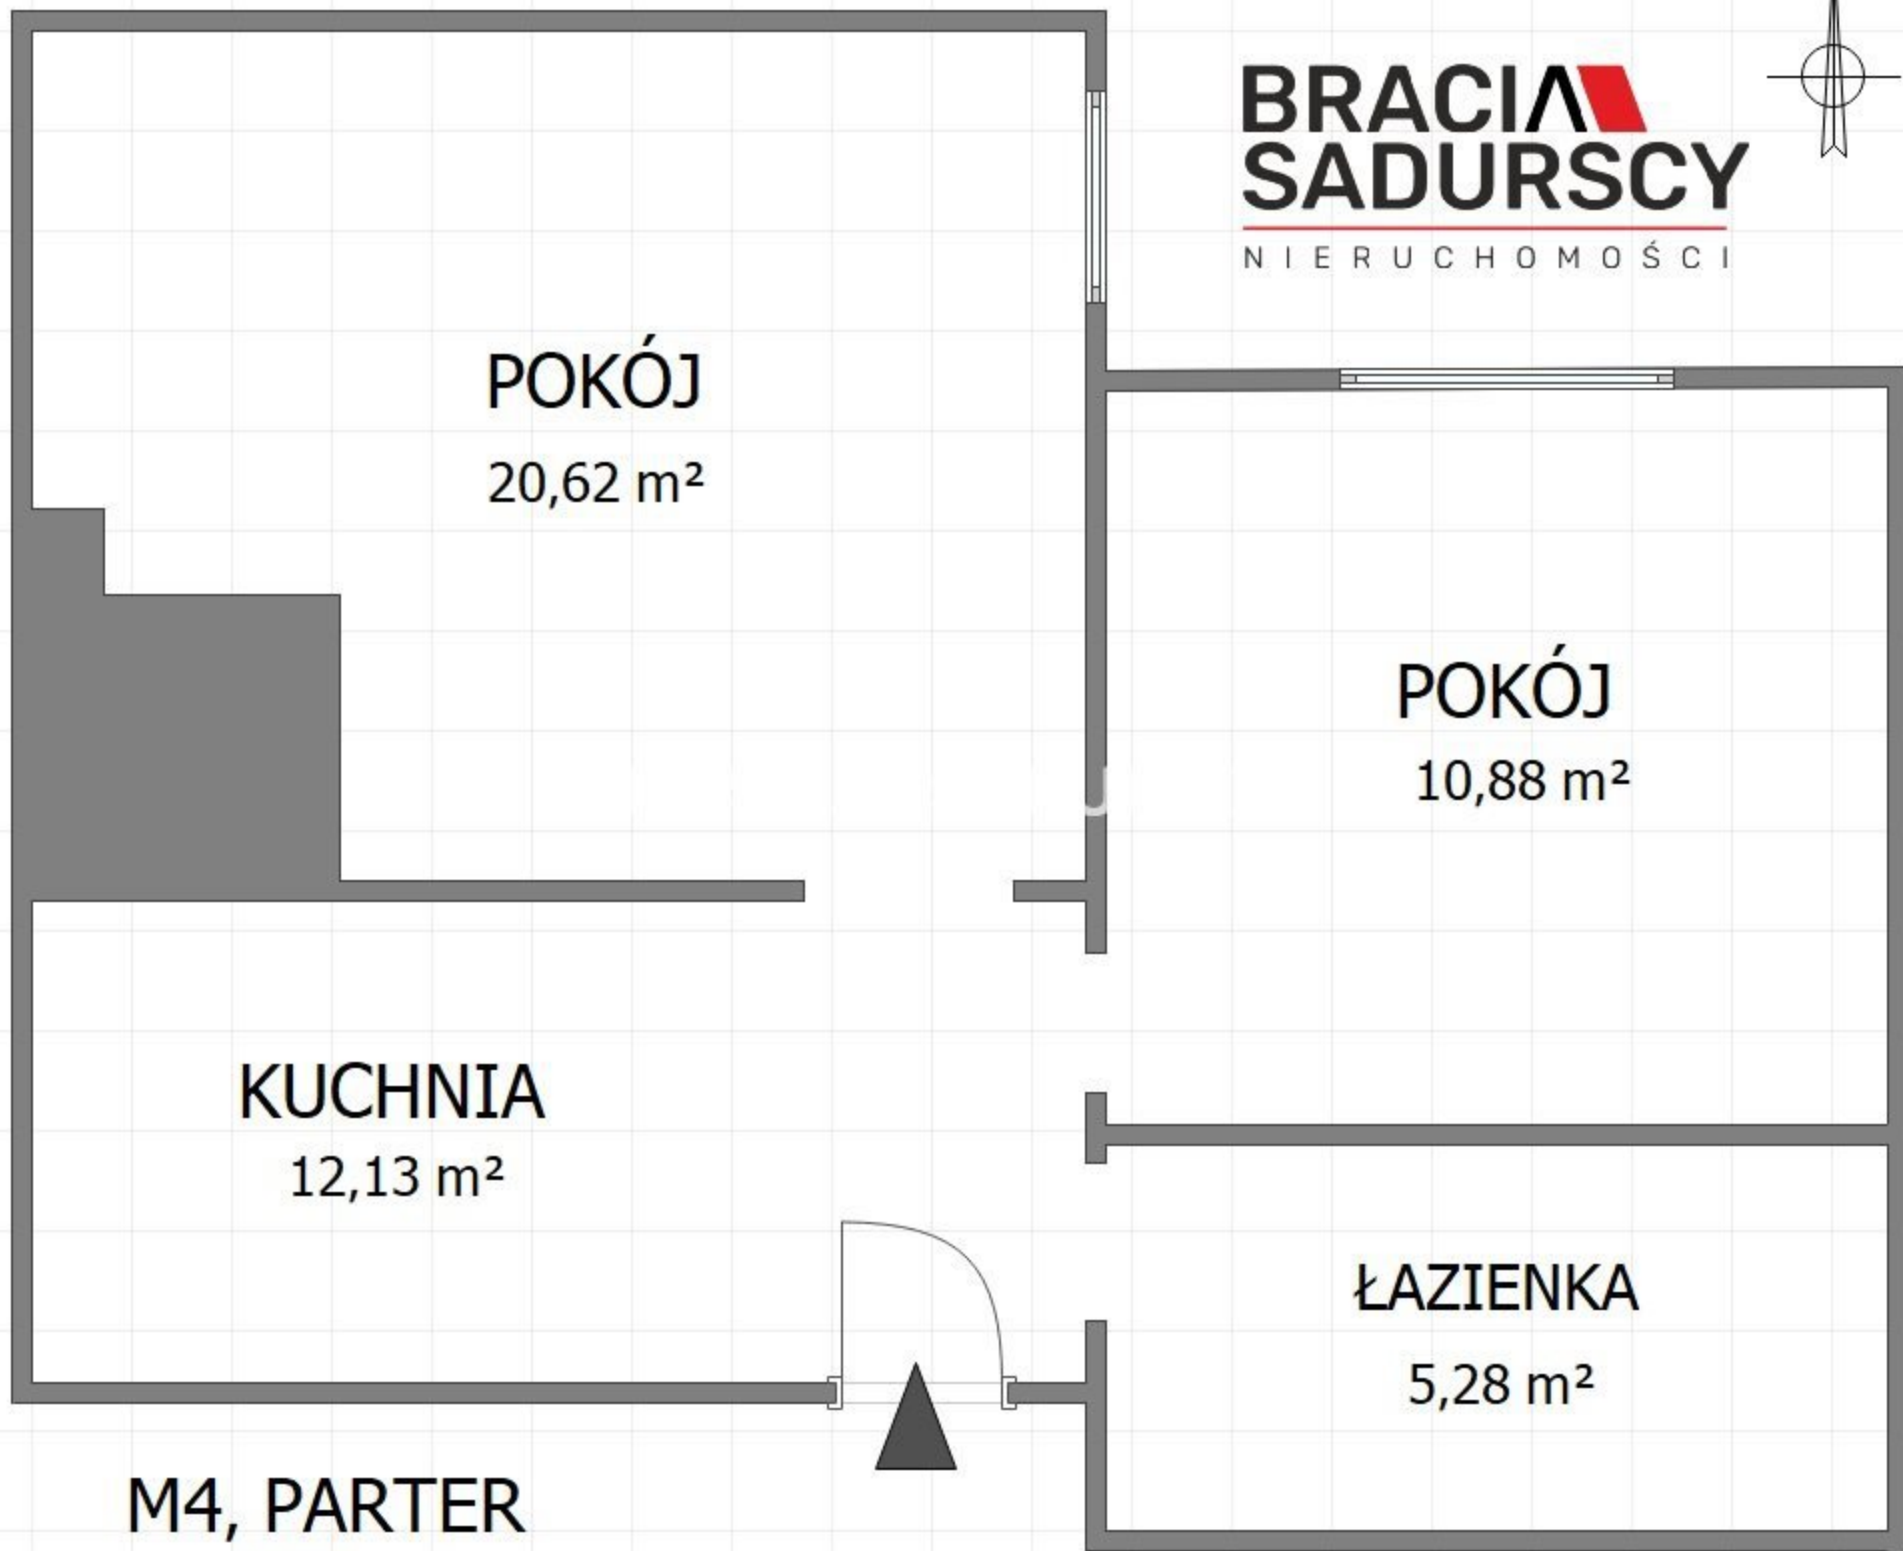 BRACIA
SADURSCY
NIERUCHOMOŚCI
POKÓJ
20,62 m²
POKÓJ
10,88 m²
KUCHNIA
12,13 m²
ŁAZIENKA
5,28 m²
M4, PARTER